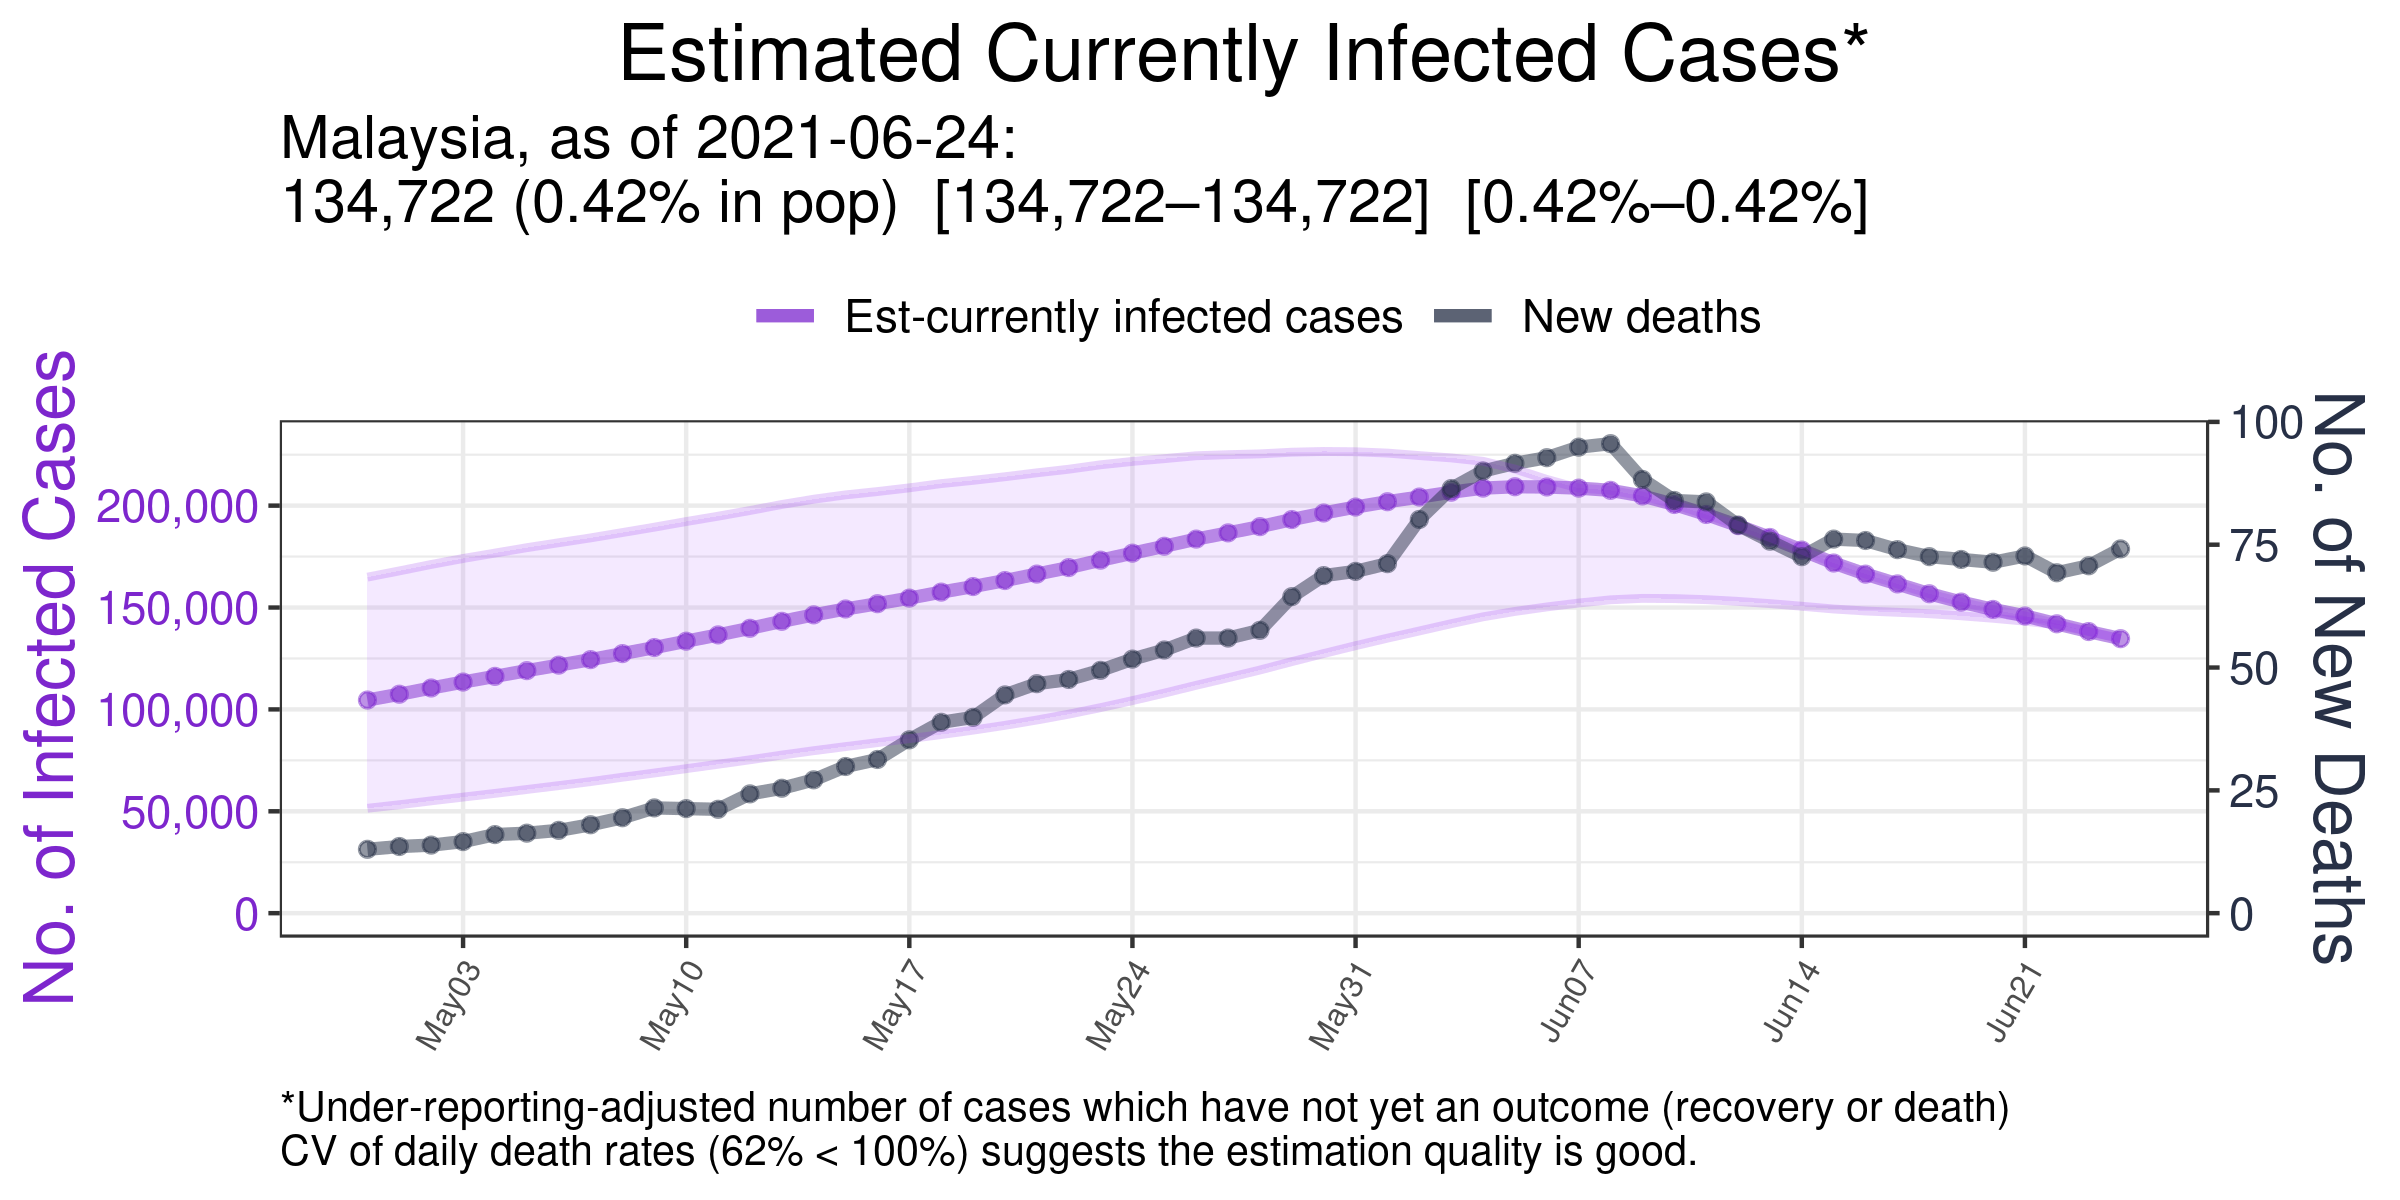 Estimated Currently Infected Cases*
Malaysia, as of 2021-06-24:
134,722 (0.42% in pop)  [134,722–134,722]  [0.42%–0.42%]
Est-currently infected cases
New deaths
No. of Infected Cases
200,000
150,000
100,000
50,000
0
100
75
50
25
0
No. of New Deaths
May03
May10
May17
May24
May31
Jun07
Jun14
Jun21
*Under-reporting-adjusted number of cases which have not yet an outcome (recovery or death)
CV of daily death rates (62% < 100%) suggests the estimation quality is good.